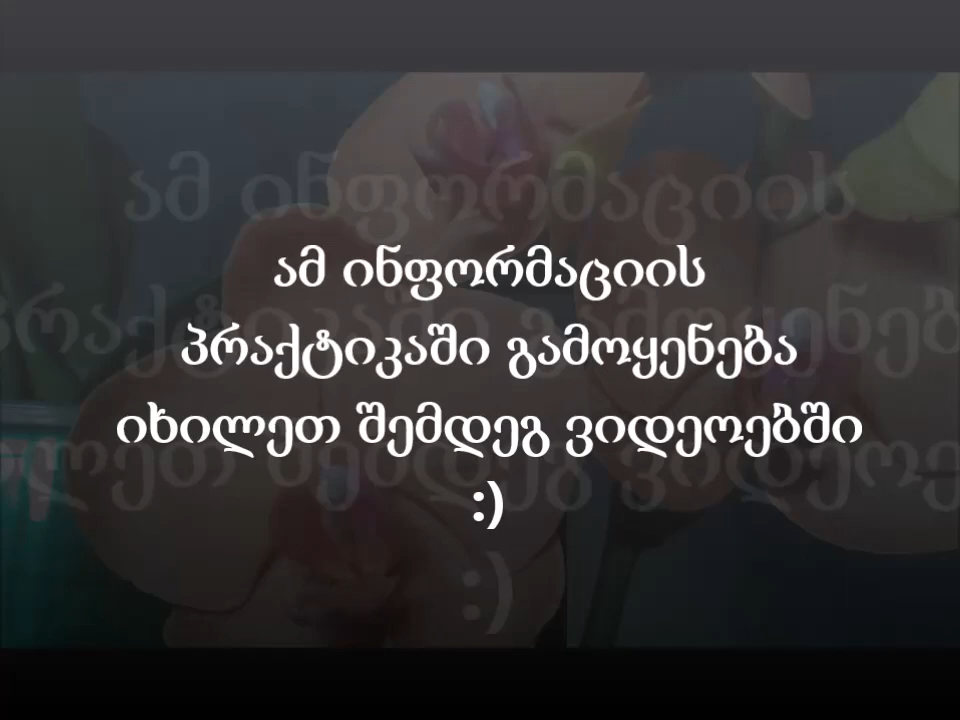 ამ ინფორმაციის
პრაქტიკაში გამოყენება
იხილეთ შემდეგ ვიდეოებში
:)